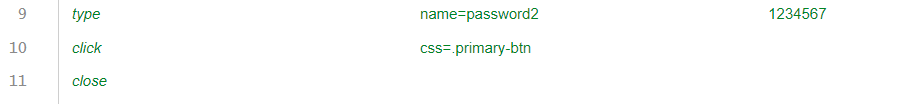 9 type name=password2 1234567
10 click css=.primary-btn
11 close